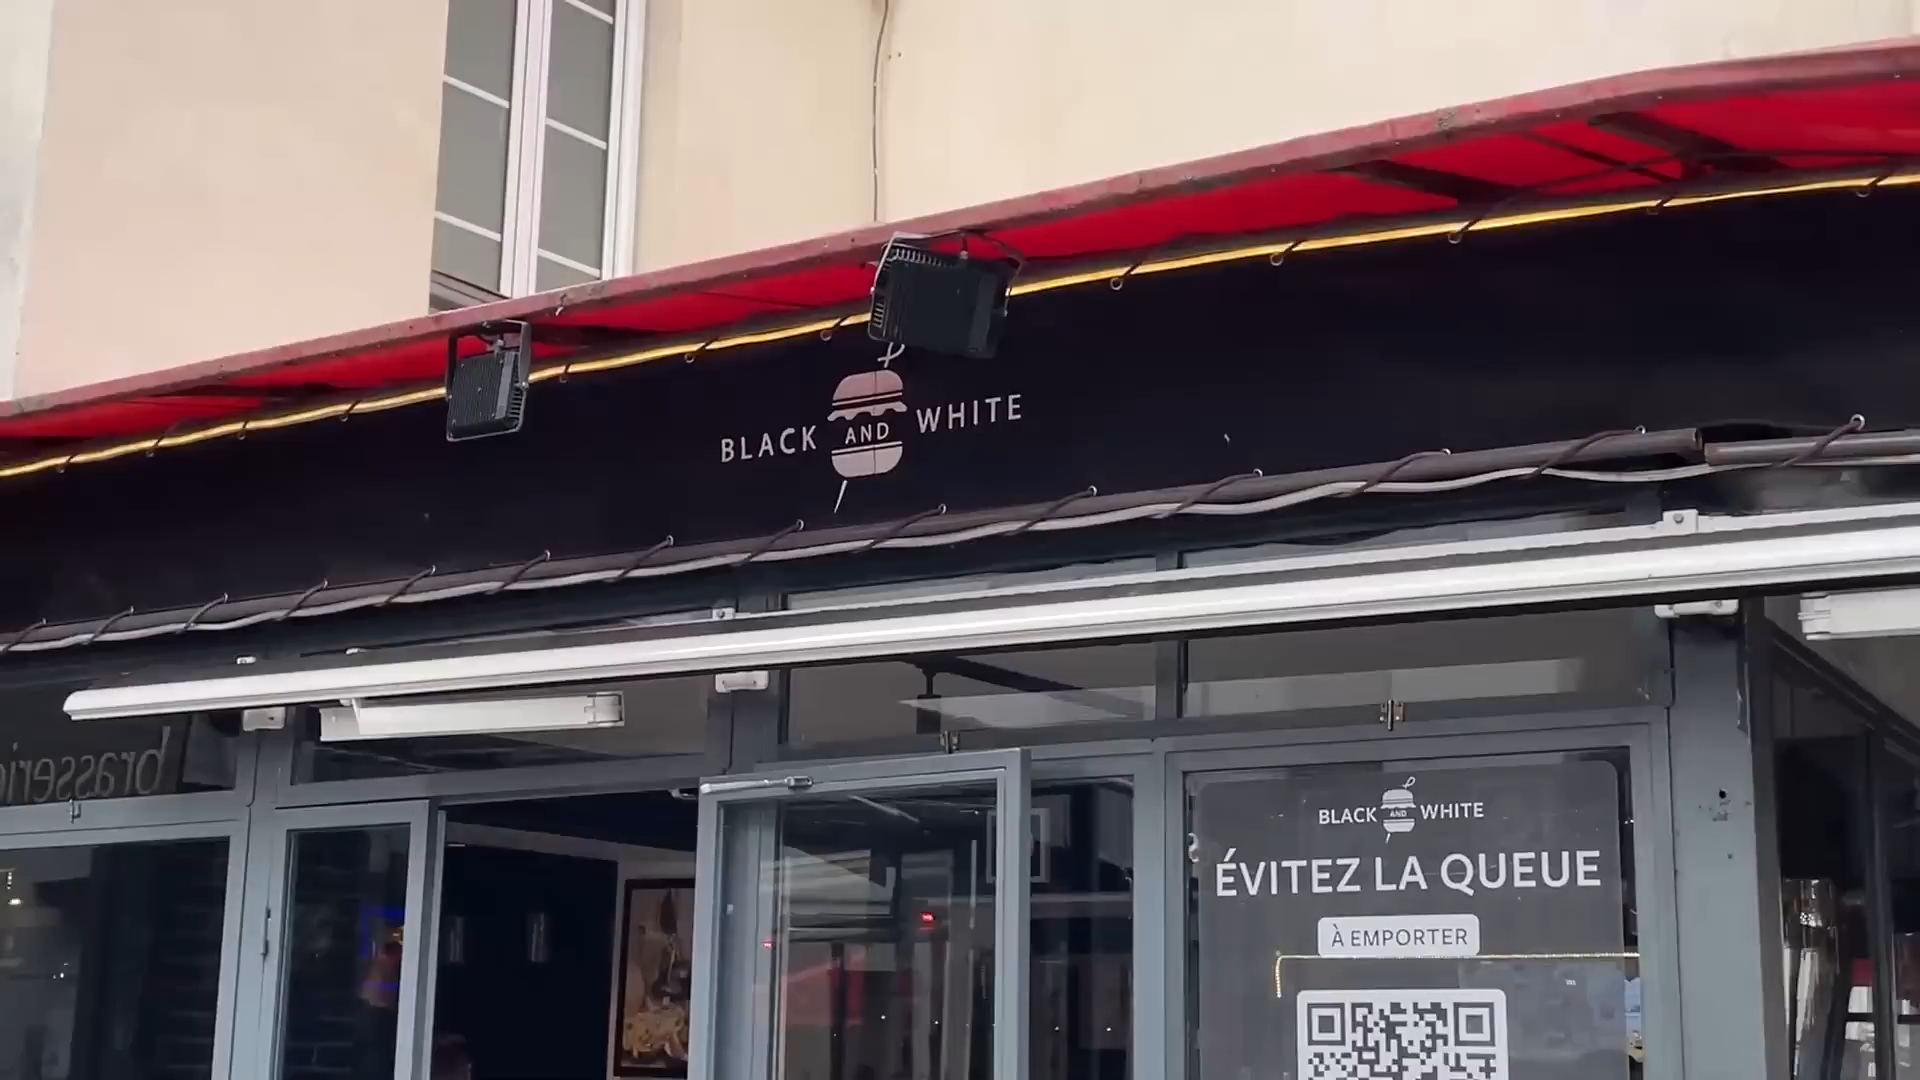 BLACK AND WHITE
brasserie
BLACK AND WHITE
ÉVITEZ LA QUEUE
À EMPORTER